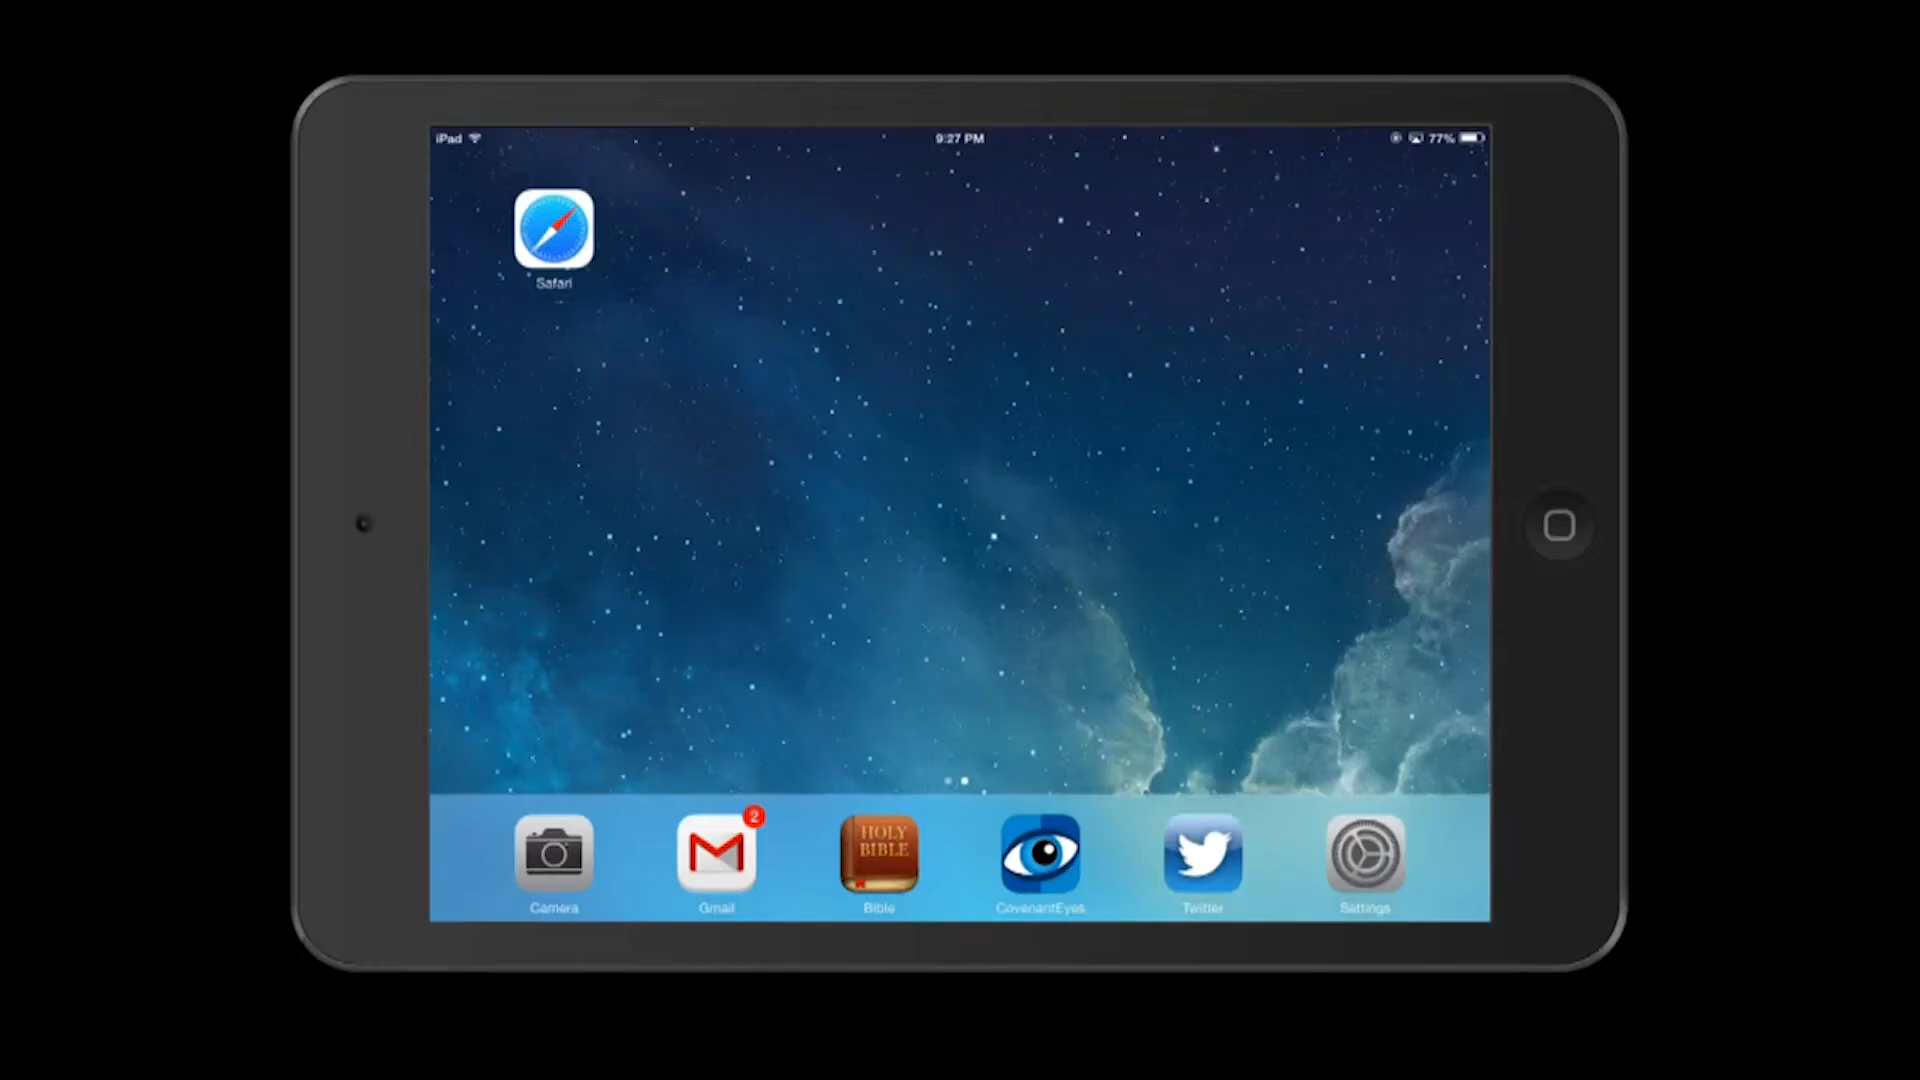 iPad 9:27 PM 77%
Safari
2
HOLY
BIBLE
Camera Gmail Bible CovenantEyes Twitter Settings